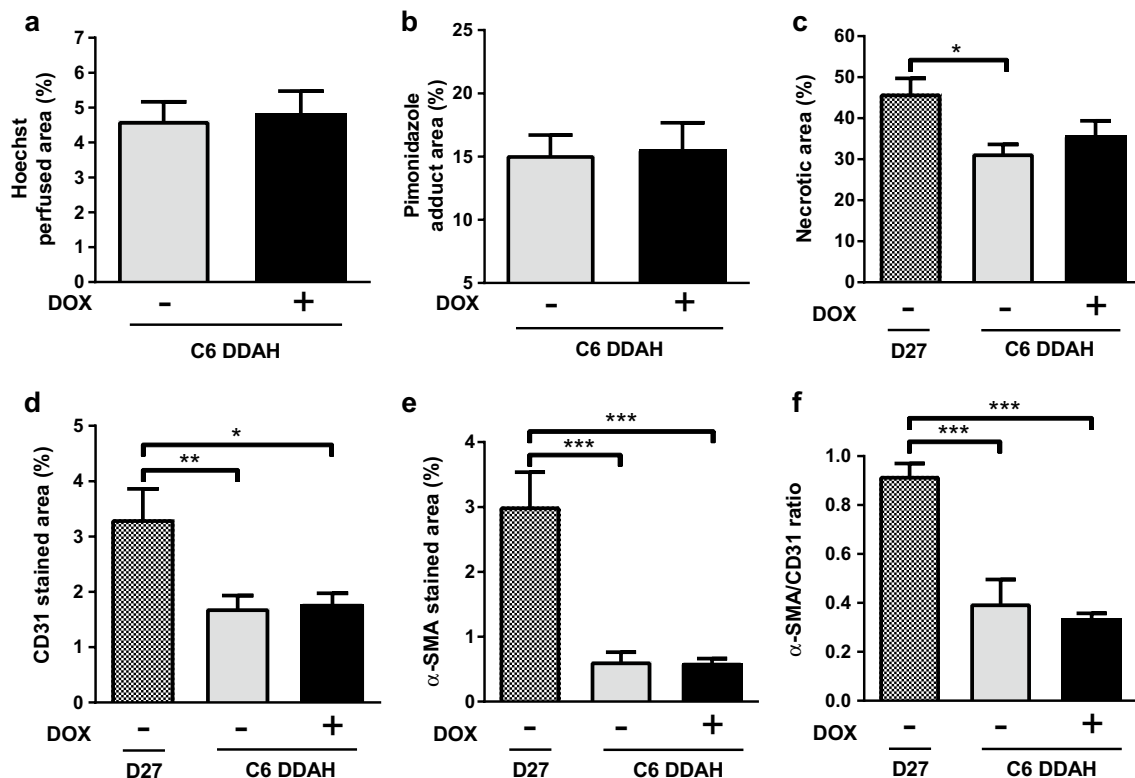 a
Hoechst
perfused area (%)
7
6
5
4
3
2
1
0
DOX - +
C6 DDAH
b
Pimonidazole
adduct area (%)
25
20
15
10
5
DOX - +
C6 DDAH
c
Necrotic area (%)
60
50
40
30
20
10
0
*
DOX - - +
D27 C6 DDAH
d
CD31 stained area (%)
5
4
3
2
1
0
*
**
DOX - - +
D27 C6 DDAH
e
α-SMA stained area (%)
4
3
2
1
0
***
***
DOX - - +
D27 C6 DDAH
f
α-SMA/CD31 ratio
1.0
0.8
0.6
0.4
0.2
0.0
***
***
DOX - - +
D27 C6 DDAH